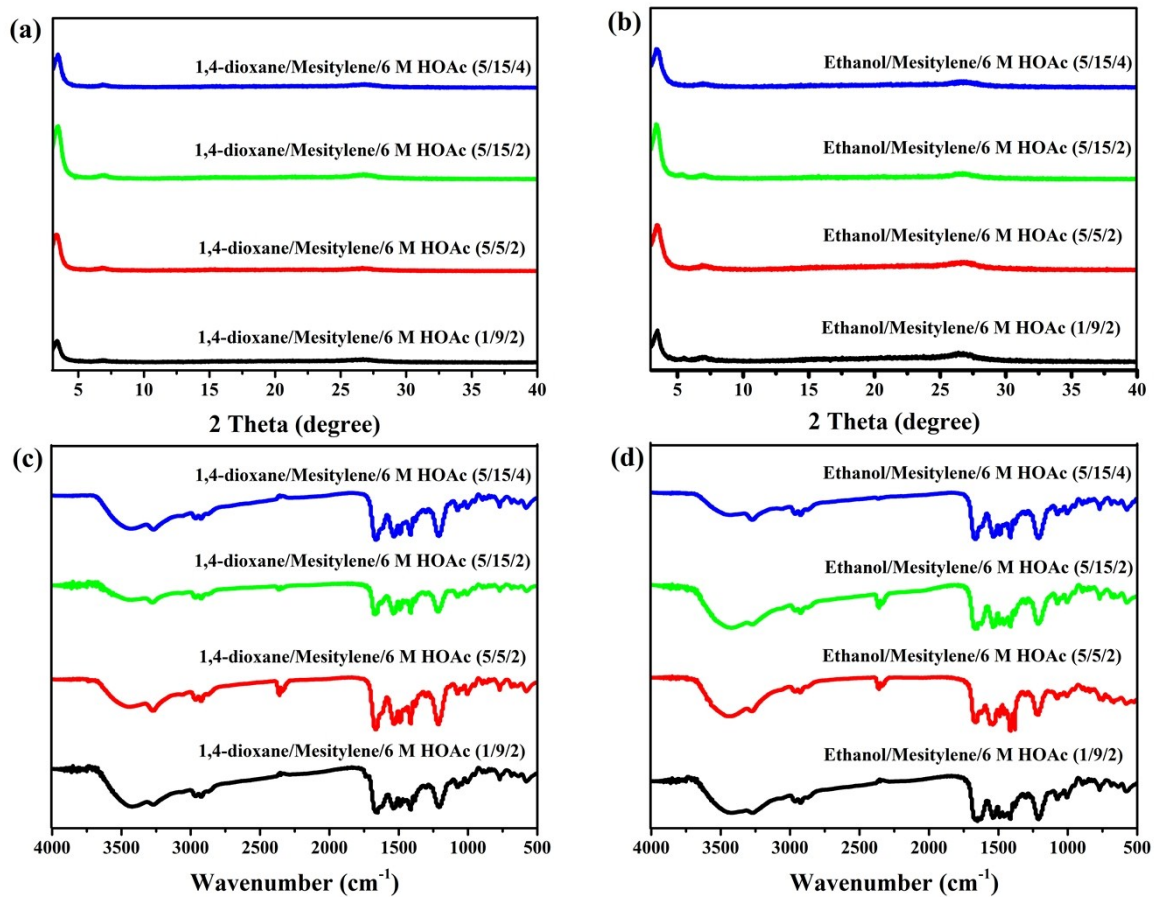 (a)
1,4-dioxane/Mesitylene/6 M HOAc (5/15/4)
1,4-dioxane/Mesitylene/6 M HOAc (5/15/2)
1,4-dioxane/Mesitylene/6 M HOAc (5/5/2)
1,4-dioxane/Mesitylene/6 M HOAc (1/9/2)
5 10 15 20 25 30 35 40
2 Theta (degree)
(b)
Ethanol/Mesitylene/6 M HOAc (5/15/4)
Ethanol/Mesitylene/6 M HOAc (5/15/2)
Ethanol/Mesitylene/6 M HOAc (5/5/2)
Ethanol/Mesitylene/6 M HOAc (1/9/2)
5 10 15 20 25 30 35 40
2 Theta (degree)
(c)
1,4-dioxane/Mesitylene/6 M HOAc (5/15/4)
1,4-dioxane/Mesitylene/6 M HOAc (5/15/2)
1,4-dioxane/Mesitylene/6 M HOAc (5/5/2)
1,4-dioxane/Mesitylene/6 M HOAc (1/9/2)
4000 3500 3000 2500 2000 1500 1000 500
Wavenumber (cm⁻¹)
(d)
Ethanol/Mesitylene/6 M HOAc (5/15/4)
Ethanol/Mesitylene/6 M HOAc (5/15/2)
Ethanol/Mesitylene/6 M HOAc (5/5/2)
Ethanol/Mesitylene/6 M HOAc (1/9/2)
4000 3500 3000 2500 2000 1500 1000 500
Wavenumber (cm⁻¹)